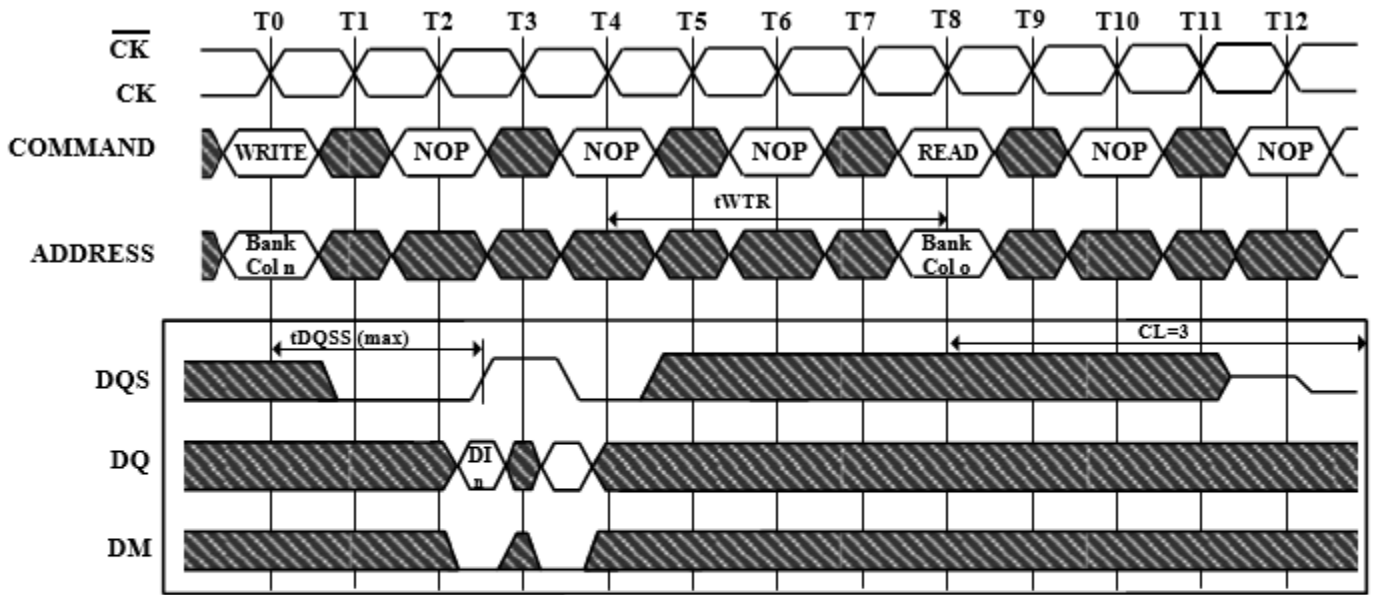 T0 T1 T2 T3 T4 T5 T6 T7 T8 T9 T10 T11 T12
CK
CK
COMMAND WRITE NOP NOP NOP READ NOP NOP
tWTR
ADDRESS Bank Col n Bank Col o
tDQSS (max) CL=3
DQS
DQ DI n
DM